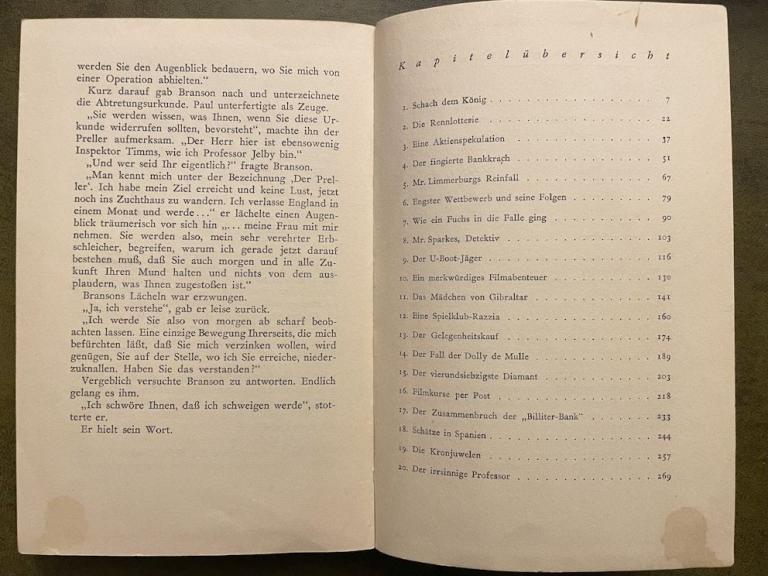 werden Sie den Augenblick bedauern, wo Sie mich von
einer Operation abhielten.“
Kurz darauf gab Branson nach und unterzeichnete
die Abtretungsurkunde. Paul unterfertigte als Zeuge.
„Sie werden wissen, was Ihnen, wenn Sie diese Ur-
kunde widerrufen sollten, bevorsteht“, machte ihn der
Preller aufmerksam. „Der Herr hier ist ebensowenig
Inspektor Timms, wie ich Professor Jelby bin.“
„Und wer seid Ihr eigentlich?“ fragte Branson.
„Man kennt mich unter der Bezeichnung ‚Der Prel-
ler‘. Ich habe mein Ziel erreicht und keine Lust, jetzt
noch ins Zuchthaus zu wandern. Ich verlasse England
in einem Monat und werde . . .“ er lächelte einen Augen-
blick träumerisch vor sich hin „. . . meine Frau mit mir
nehmen. Sie werden also, mein sehr verehrter Erb-
schleicher, begreifen, warum ich gerade jetzt darauf
bestehen muß, daß Sie auch morgen und in alle Zu-
kunft Ihren Mund halten und nichts von dem aus-
plaudern, was Ihnen zugestoßen ist.“
Bransons Lächeln war erzwungen.
„Ja, ich verstehe“, gab er leise zurück.
„Ich werde Sie also von morgen ab scharf beob-
achten lassen. Eine einzige Bewegung Ihrerseits, die mich
befürchten läßt, daß Sie mich verzinken wollen, wird
genügen, Sie auf der Stelle, wo ich Sie erreiche, nieder-
zuknallen. Haben Sie das verstanden?“
Vergeblich versuchte Branson zu antworten. Endlich
gelang es ihm.
„Ich schwöre Ihnen, daß ich schweigen werde“, stot-
terte er.
Er hielt sein Wort.
Kapitelübersicht
1. Schach dem König . . . . . . . . . . 7
2. Die Rennlotterie . . . . . . . . . . 22
3. Eine Aktienspekulation . . . . . . . . . . 37
4. Der fingierte Bankkrach . . . . . . . . . . 51
5. Mr. Limmerburgs Reinfall . . . . . . . . . . 67
6. Engster Wettbewerb und seine Folgen . . . . . . . . . . 79
7. Wie ein Fuchs in die Falle ging . . . . . . . . . . 90
8. Mr. Sparkes, Detektiv . . . . . . . . . . 103
9. Der U-Boot-Jäger . . . . . . . . . . 116
10. Ein merkwürdiges Filmabenteuer . . . . . . . . . . 130
11. Das Mädchen von Gibraltar . . . . . . . . . . 141
12. Eine Spielklub-Razzia . . . . . . . . . . 160
13. Der Gelegenheitskauf . . . . . . . . . . 174
14. Der Fall der Dolly de Mulle . . . . . . . . . . 189
15. Der vierundsiebzigste Diamant . . . . . . . . . . 203
16. Filmkurse per Post . . . . . . . . . . 218
17. Der Zusammenbruch der „Billiter-Bank“ . . . . . . . . . . 233
18. Schätze in Spanien . . . . . . . . . . 244
19. Die Kronjuwelen . . . . . . . . . . 257
20. Der irrsinnige Professor . . . . . . . . . . 269